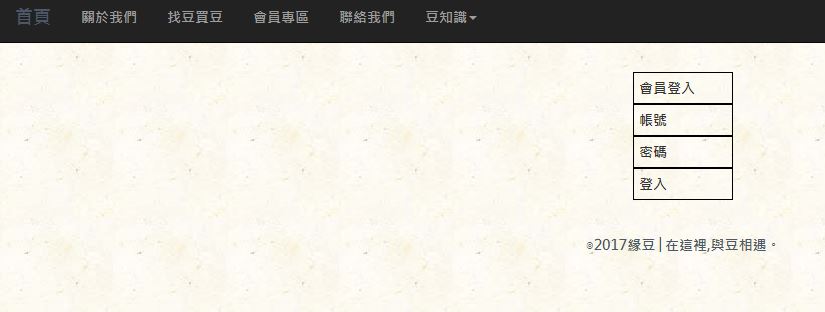 首頁 關於我們 找豆買豆 會員專區 聯絡我們 豆知識
會員登入
帳號
密碼
登入
©2017緣豆 | 在這裡,與豆相遇。